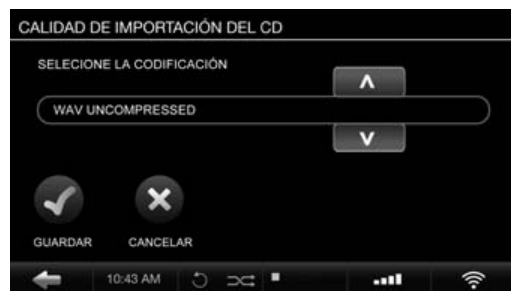 CALIDAD DE IMPORTACIÓN DEL CD
SELECIONE LA CODIFICACIÓN
WAV UNCOMPRESSED
GUARDAR CANCELAR
10:43 AM